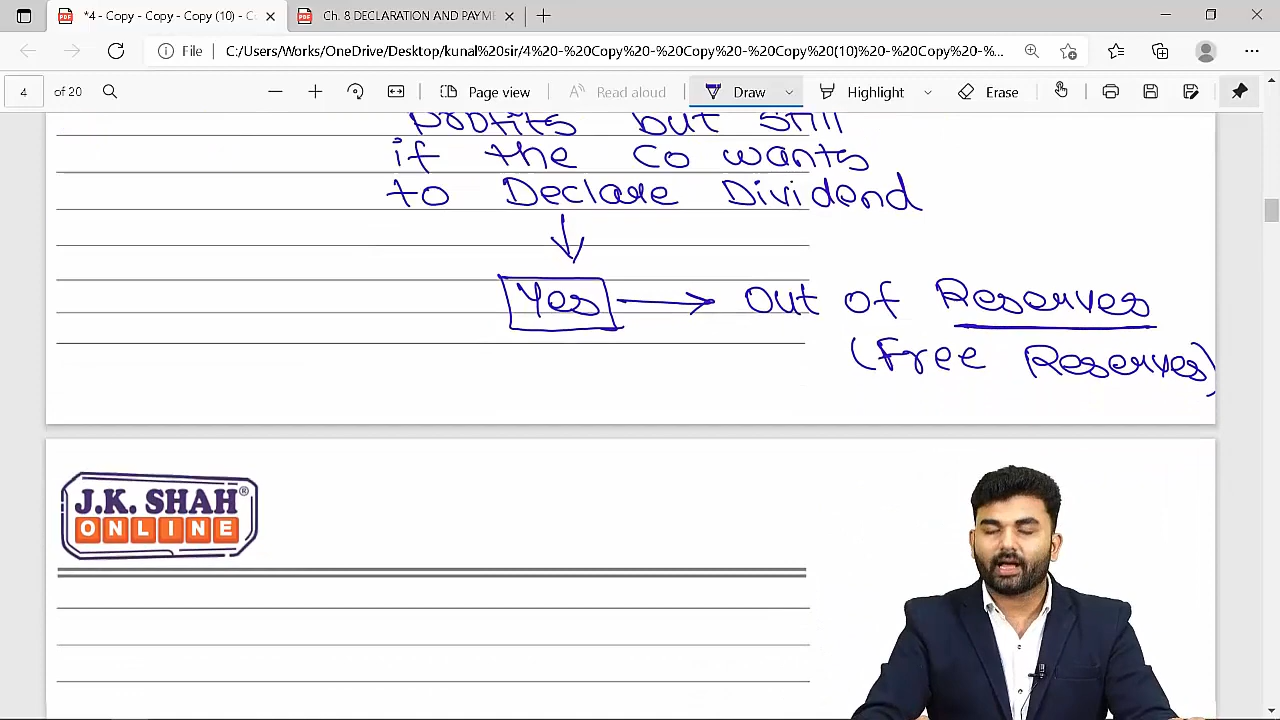 *4 - Copy - Copy - Copy (10) - C
Ch. 8 DECLARATION AND PAYM
File
C:/Users/Works/OneDrive/Desktop/kunal%20sir/4%20-%20Copy%20-%20Copy%20-%20Copy%20(10)%20-%20Copy%20-%...
4 of 20
Page view
Read aloud
Draw
Highlight
Erase
profits but still
if the Co wants
to Declare Dividend
Yes → Out of Reserves
(Free Reserves)
J.K. SHAH®
ONLINE